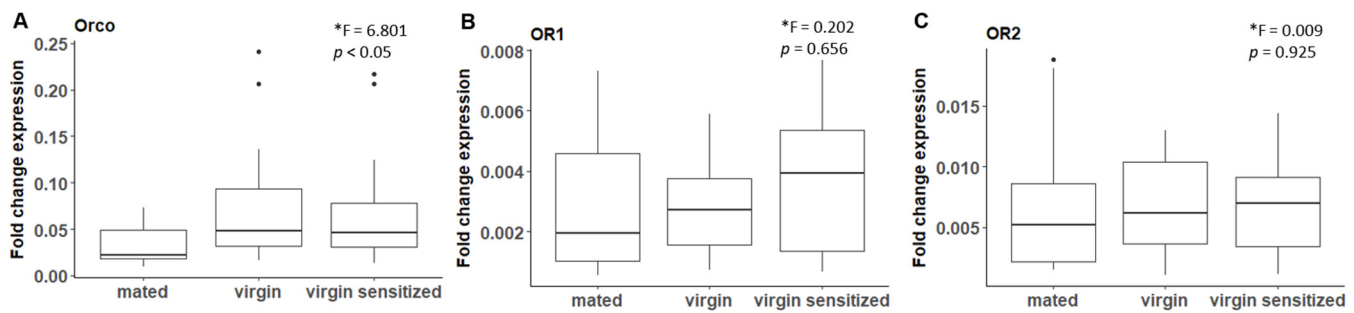 A
Orco
*F = 6.801
p < 0.05
Fold change expression
0.25
0.20
0.15
0.10
0.05
0.00
mated virgin virgin sensitized
B
OR1
*F = 0.202
p = 0.656
Fold change expression
0.008
0.006
0.004
0.002
mated virgin virgin sensitized
C
OR2
*F = 0.009
p = 0.925
Fold change expression
0.015
0.010
0.005
mated virgin virgin sensitized